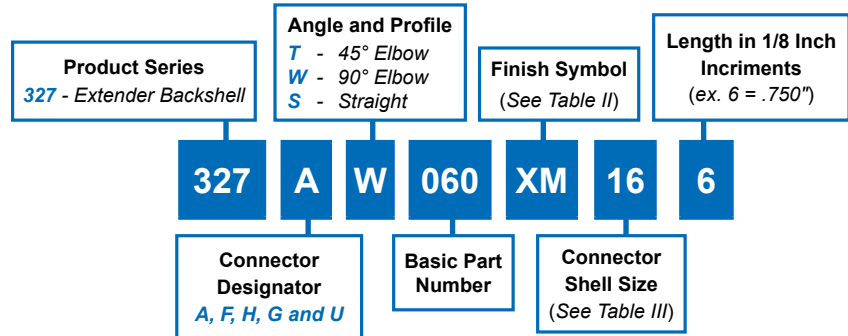 Product Series
327 - Extender Backshell
Angle and Profile
T - 45° Elbow
W - 90° Elbow
S - Straight
Finish Symbol
(See Table II)
Length in 1/8 Inch
Incriments
(ex. 6 = .750")
327 A W 060 XM 16 6
Connector
Designator
A, F, H, G and U
Basic Part
Number
Connector
Shell Size
(See Table III)